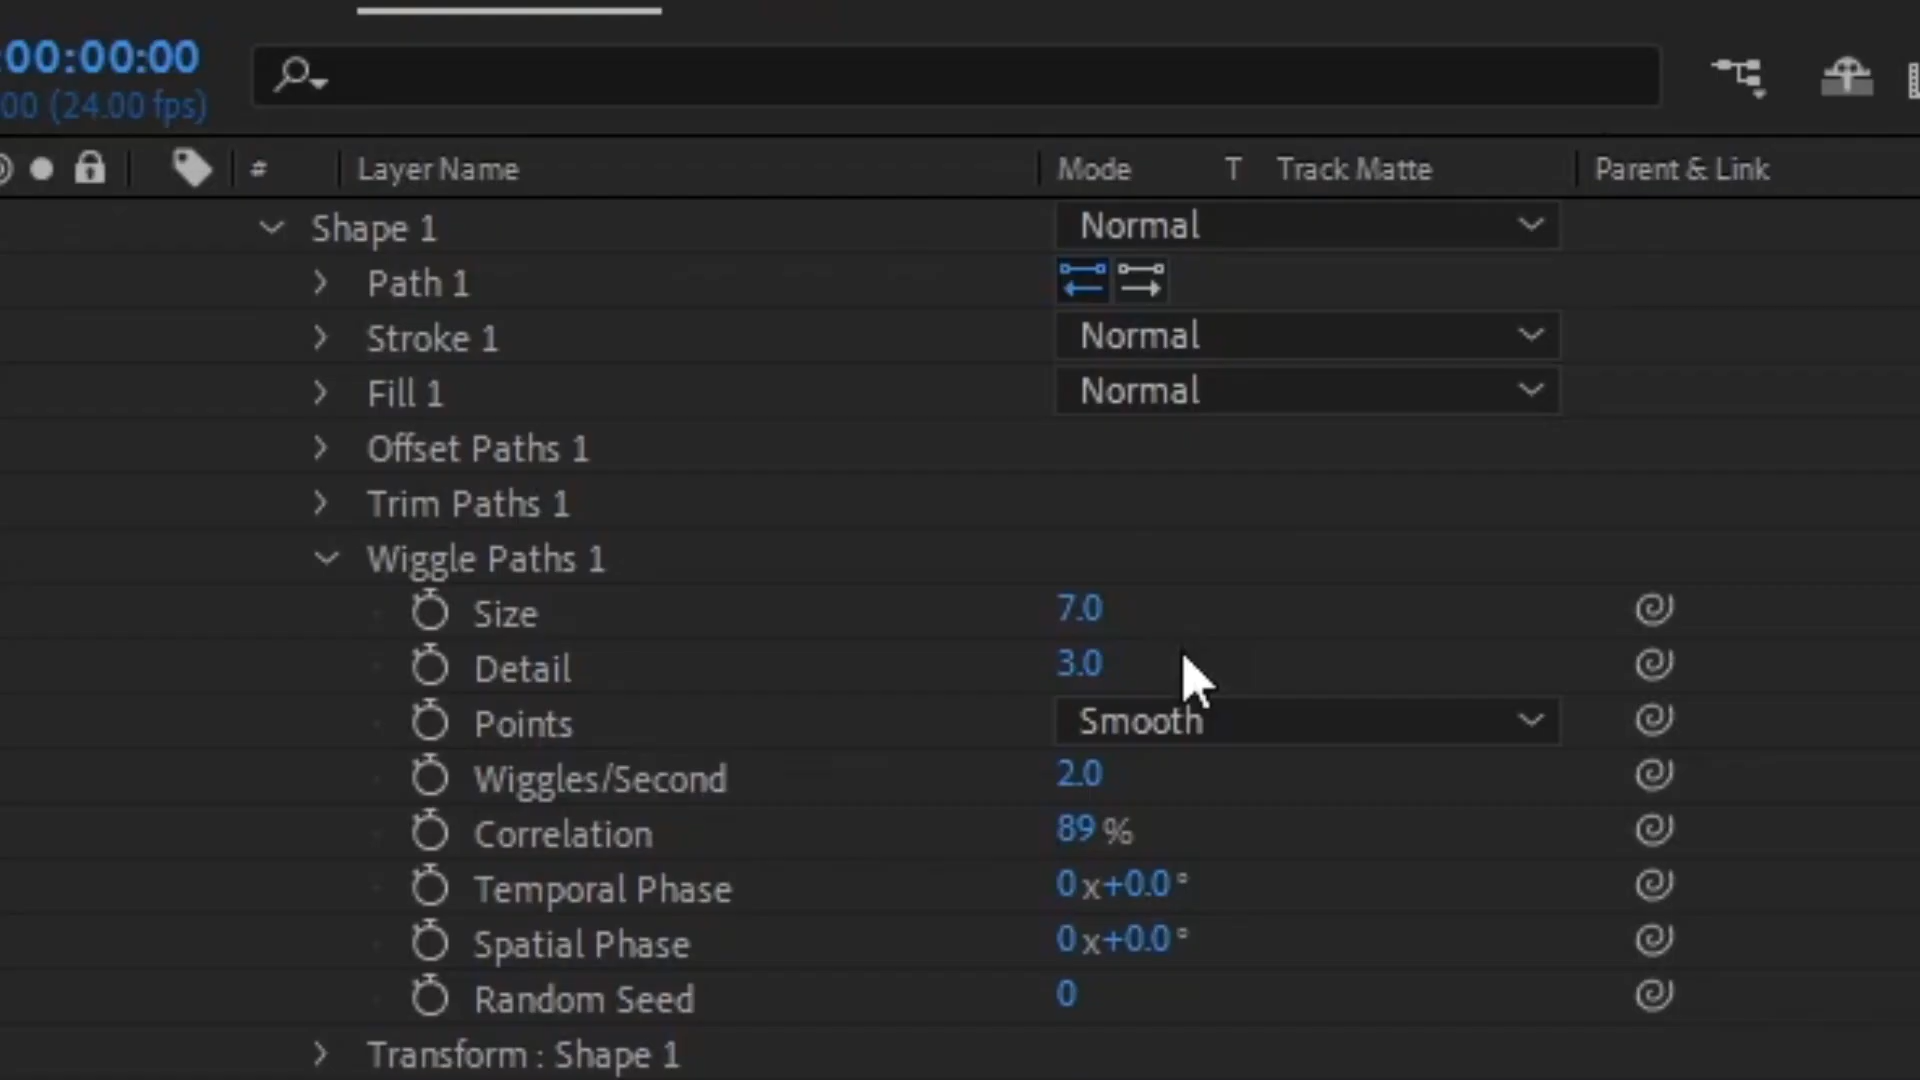 :00:00:00
00 (24.00 fps)
# Layer Name Mode T Track Matte Parent & Link
Shape 1 Normal
Path 1
Stroke 1 Normal
Fill 1 Normal
Offset Paths 1
Trim Paths 1
Wiggle Paths 1
Size 7.0
Detail 3.0
Points Smooth
Wiggles/Second 2.0
Correlation 89 %
Temporal Phase 0x+0.0°
Spatial Phase 0x+0.0°
Random Seed 0
Transform : Shape 1